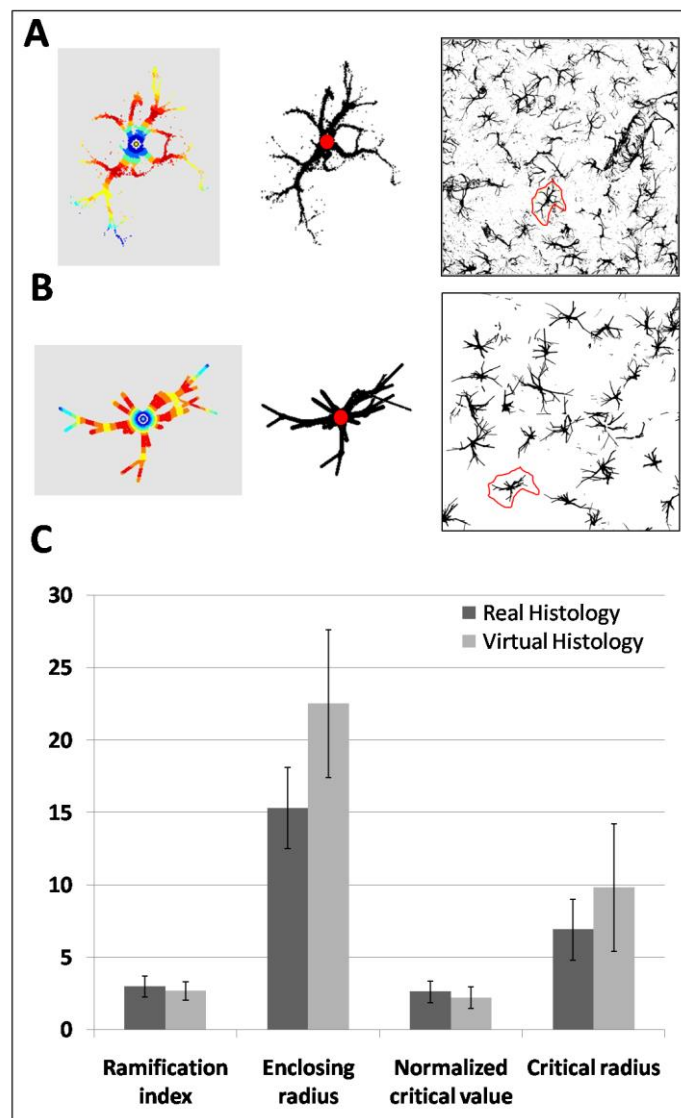 A
B
C
30
25
20
15
10
5
0
Real Histology
Virtual Histology
Ramification index
Enclosing radius
Normalized critical value
Critical radius